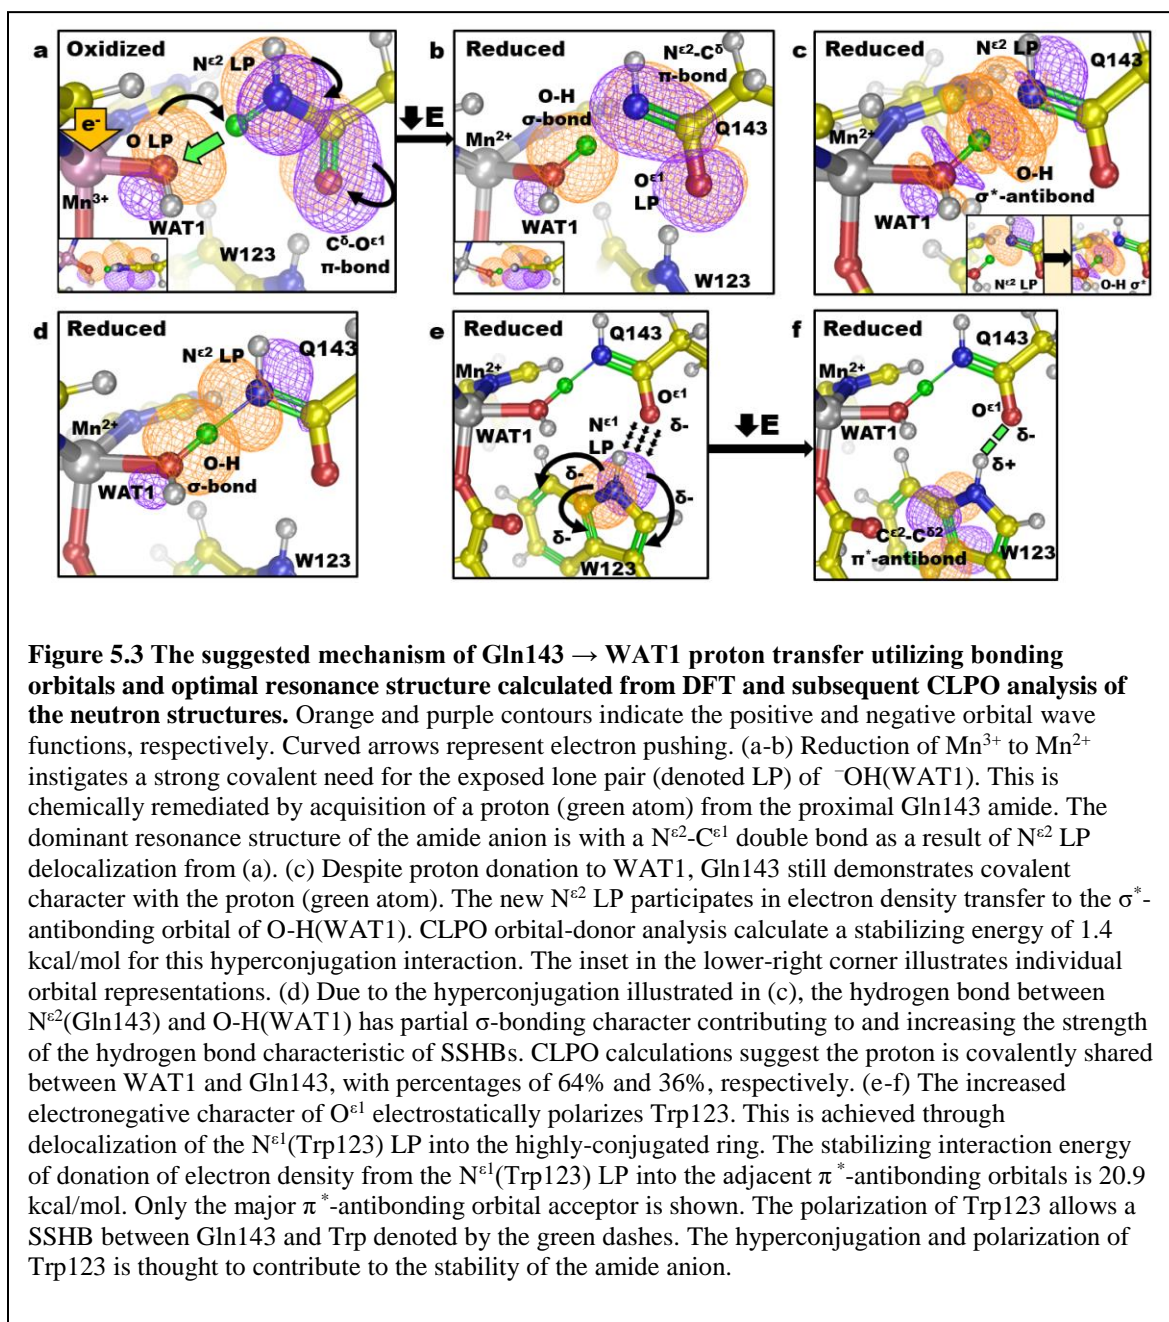 a Oxidized
Nε2 LP
e-
O LP
Mn3+
WAT1
W123
Cδ-Oε1
π-bond
E
b Reduced
Nε2-Cδ
π-bond
O-H
σ-bond
Mn2+
Q143
Oε1
LP
WAT1
W123
c Reduced
Nε2 LP
Q143
Mn2+
O-H
σ*-antibond
WAT1
Nε2 LP
O-H σ*
d Reduced
Nε2 LP
Q143
Mn2+
O-H
σ-bond
WAT1
W123
e Reduced
Q143
Mn2+
Oε1
WAT1
Nε1
LP
δ-
δ-
δ-
δ-
W123
E
f Reduced
Q143
Mn2+
Oε1
WAT1
δ-
δ+
Cε2-Cδ2
π*-antibond
W123
Figure 5.3 The suggested mechanism of Gln143 → WAT1 proton transfer utilizing bonding
orbitals and optimal resonance structure calculated from DFT and subsequent CLPO analysis of
the neutron structures. Orange and purple contours indicate the positive and negative orbital wave
functions, respectively. Curved arrows represent electron pushing. (a-b) Reduction of Mn3+ to Mn2+
instigates a strong covalent need for the exposed lone pair (denoted LP) of −OH(WAT1). This is
chemically remediated by acquisition of a proton (green atom) from the proximal Gln143 amide. The
dominant resonance structure of the amide anion is with a Nε2-Cε1 double bond as a result of Nε2 LP
delocalization from (a). (c) Despite proton donation to WAT1, Gln143 still demonstrates covalent
character with the proton (green atom). The new Nε2 LP participates in electron density transfer to the σ*-
antibonding orbital of O-H(WAT1). CLPO orbital-donor analysis calculate a stabilizing energy of 1.4
kcal/mol for this hyperconjugation interaction. The inset in the lower-right corner illustrates individual
orbital representations. (d) Due to the hyperconjugation illustrated in (c), the hydrogen bond between
Nε2(Gln143) and O-H(WAT1) has partial σ-bonding character contributing to and increasing the strength
of the hydrogen bond characteristic of SSHBs. CLPO calculations suggest the proton is covalently shared
between WAT1 and Gln143, with percentages of 64% and 36%, respectively. (e-f) The increased
electronegative character of Oε1 electrostatically polarizes Trp123. This is achieved through
delocalization of the Nε1(Trp123) LP into the highly-conjugated ring. The stabilizing interaction energy
of donation of electron density from the Nε1(Trp123) LP into the adjacent π*-antibonding orbitals is 20.9
kcal/mol. Only the major π*-antibonding orbital acceptor is shown. The polarization of Trp123 allows a
SSHB between Gln143 and Trp denoted by the green dashes. The hyperconjugation and polarization of
Trp123 is thought to contribute to the stability of the amide anion.